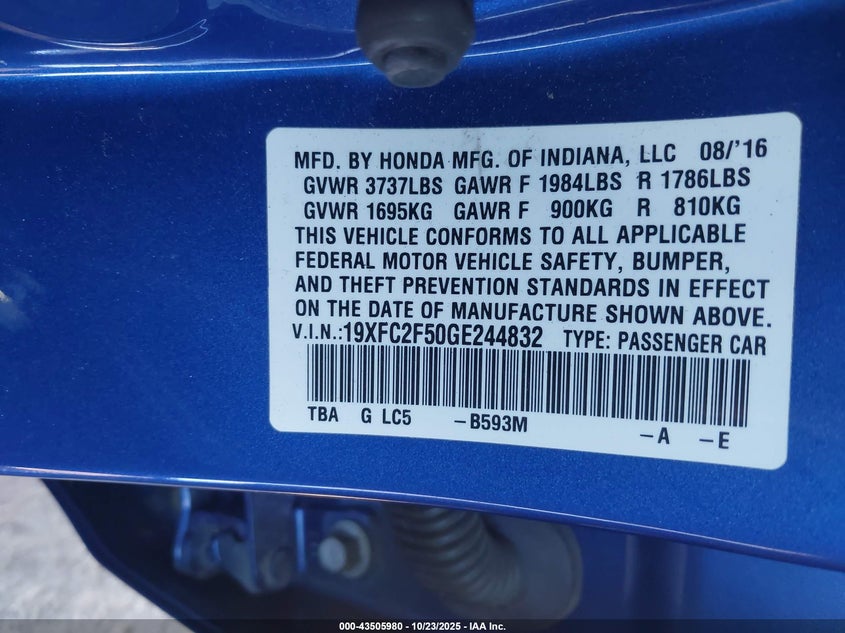 MFD. BY HONDA MFG. OF INDIANA, LLC 08/'16
GVWR 3737LBS GAWR F 1984LBS R 1786LBS
GVWR 1695KG GAWR F 900KG R 810KG
THIS VEHICLE CONFORMS TO ALL APPLICABLE
FEDERAL MOTOR VEHICLE SAFETY, BUMPER,
AND THEFT PREVENTION STANDARDS IN EFFECT
ON THE DATE OF MANUFACTURE SHOWN ABOVE.
V.I.N.:19XFC2F50GE244832 TYPE: PASSENGER CAR
TBA G LC5 -B593M -A -E
000-43505980 - 10/23/2025 - IAA Inc.